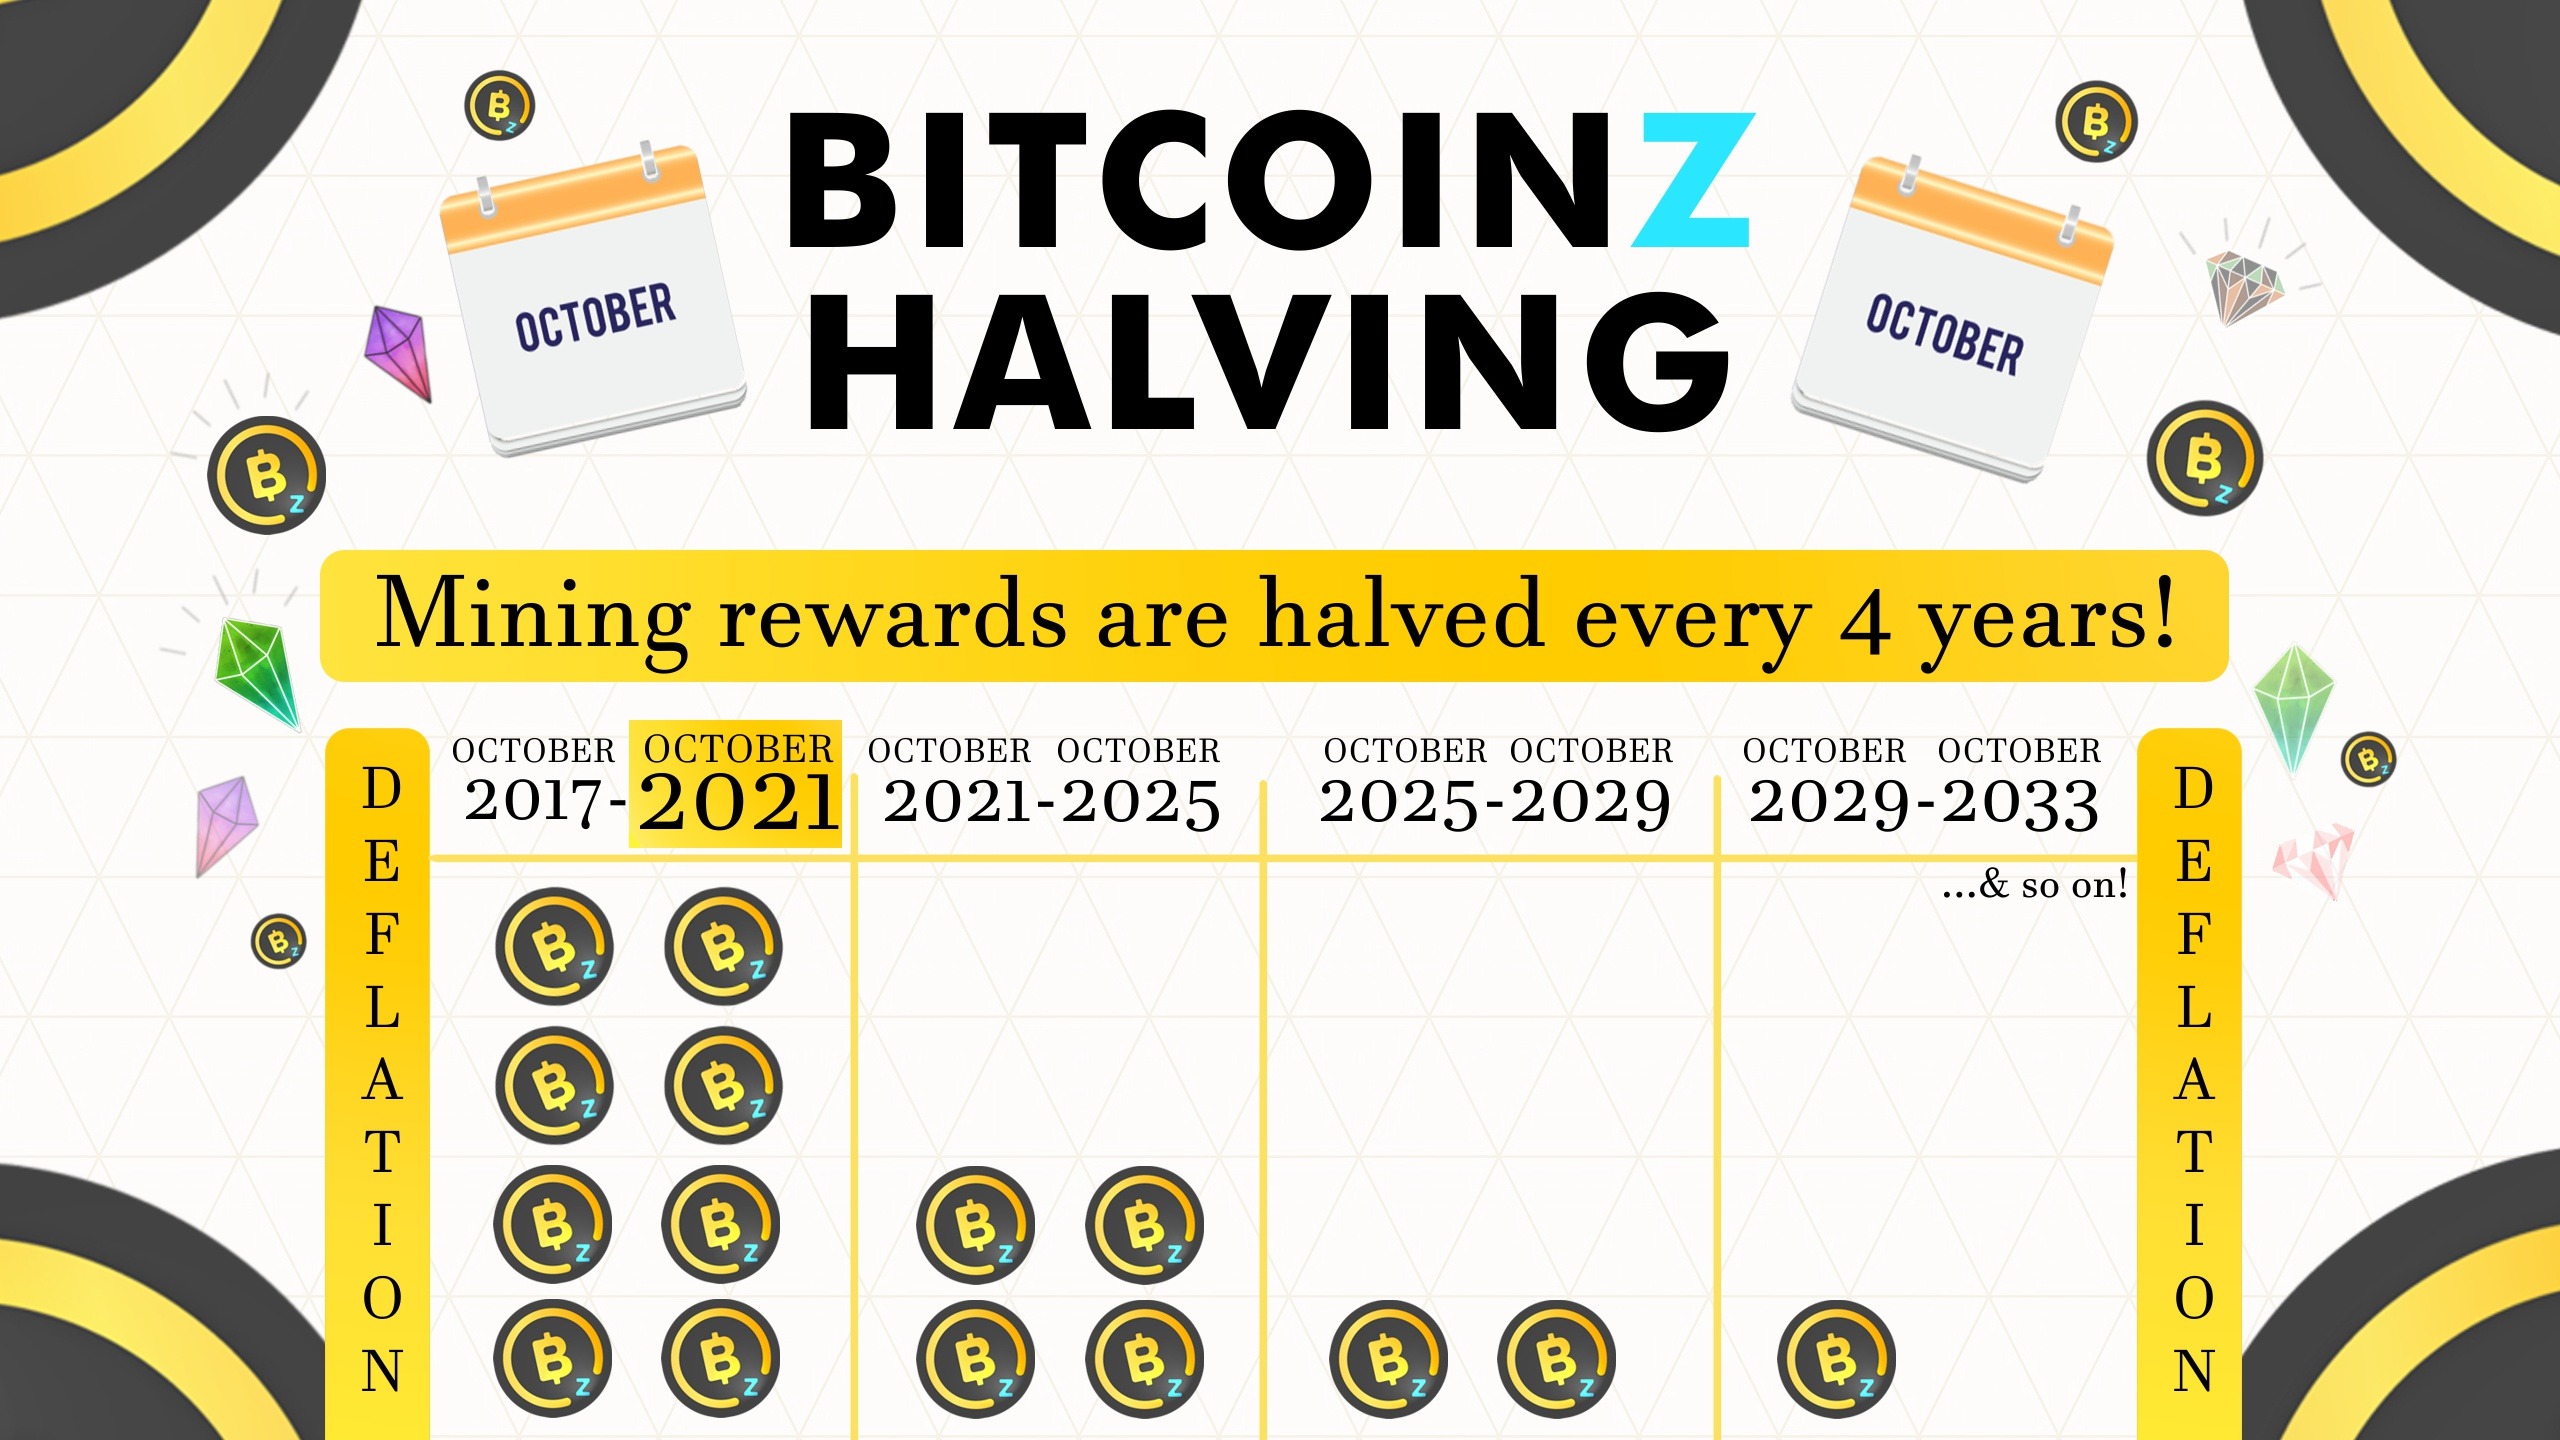 BITCOINZ
HALVING
OCTOBER
OCTOBER
Mining rewards are halved every 4 years!
OCTOBER OCTOBER OCTOBER OCTOBER OCTOBER OCTOBER OCTOBER OCTOBER
2017-2021 2021-2025 2025-2029 2029-2033
...& so on!
DEFLATION
DEFLATION